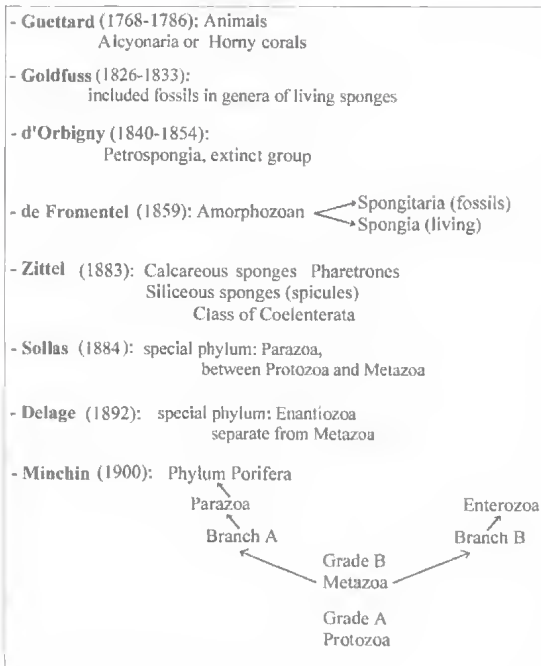 - Guettard (1768-1786): Animals
Alcyonaria or Horny corals
- Goldfuss (1826-1833):
included fossils in genera of living sponges
- d'Orbigny (1840-1854):
Petrospongia, extinct group
- de Fromentel (1859): Amorphozoan
Spongitaria (fossils)
Spongia (living)
- Zittel (1883): Calcareous sponges Pharetrones
Siliceous sponges (spicules)
Class of Coelenterata
- Sollas (1884): special phylum: Parazoa,
between Protozoa and Metazoa
- Delage (1892): special phylum: Enantiozoa
separate from Metazoa
- Minchin (1900): Phylum Porifera
Parazoa Enterozoa
Branch A Branch B
Grade B
Metazoa
Grade A
Protozoa